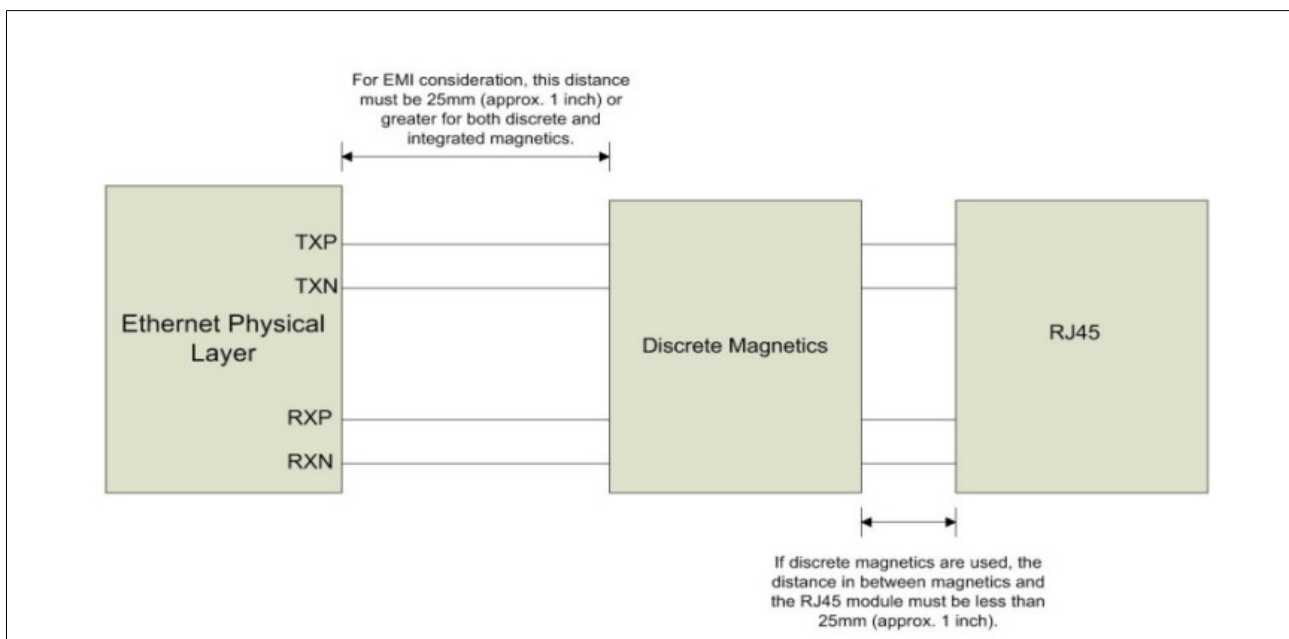 For EMI consideration, this distance
must be 25mm (approx. 1 inch) or
greater for both discrete and
integrated magnetics.
TXP
TXN
Ethernet Physical
Layer
RXP
RXN
Discrete Magnetics
RJ45
If discrete magnetics are used, the
distance in between magnetics and
the RJ45 module must be less than
25mm (approx. 1 inch).